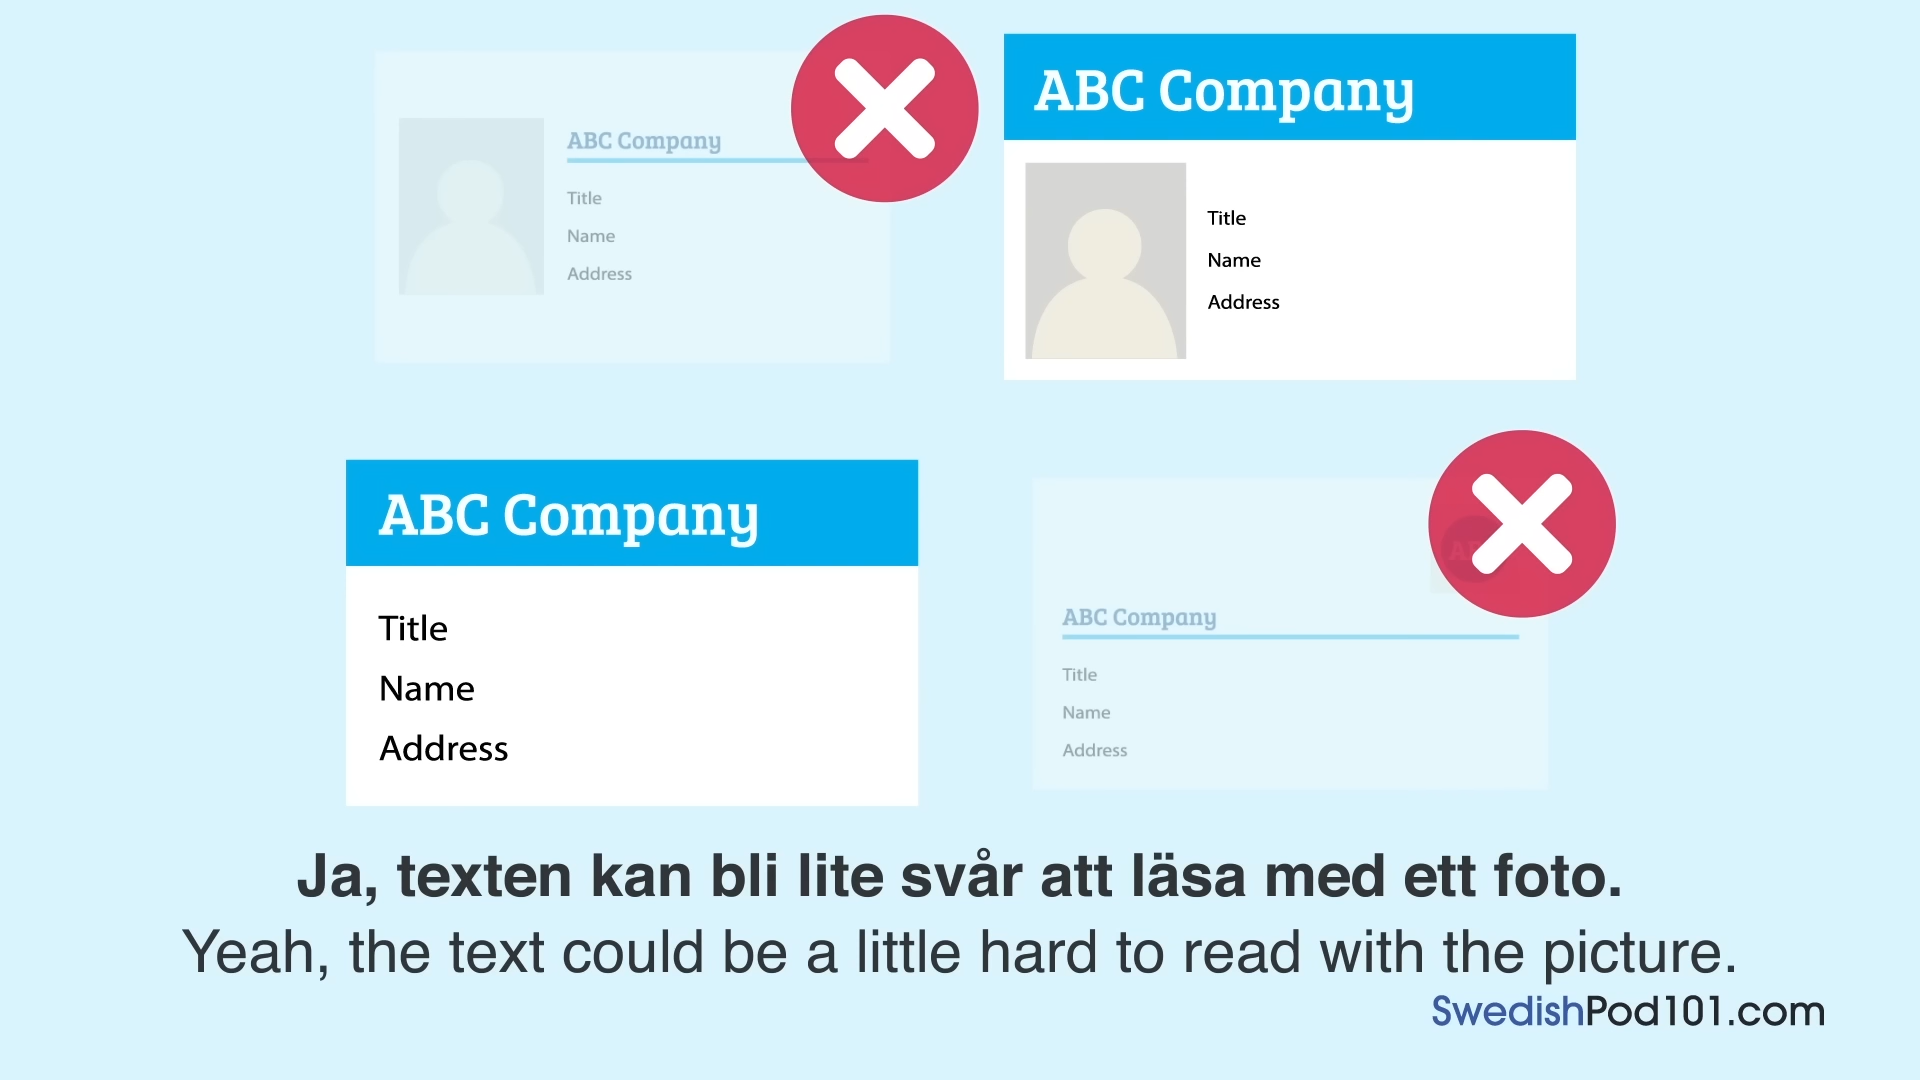 ABC Company
Title
Name
Address
ABC Company
Title
Name
Address
ABC Company
Title
Name
Address
ABC Company
Title
Name
Address
Ja, texten kan bli lite svår att läsa med ett foto.
Yeah, the text could be a little hard to read with the picture.
SwedishPod101.com